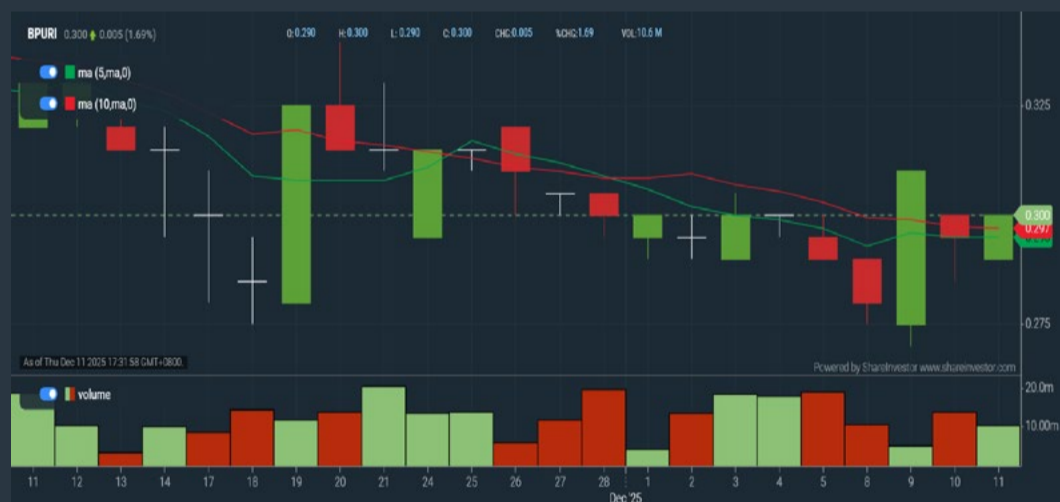 BPURI 0.300 0.005 (1.69%) O:0.290 H:0.300 L:0.290 C:0.300 CHG:0.005 %CHG:1.69 VOL:10.6 M
ma (5,ma,0)
ma (10,ma,0)
0.325
0.300
0.297
0.275
As of Thu Dec 11 2025 17:31:58 GMT+0800.
Powered by ShareInvestor www.shareinvestor.com
volume
20.0m
10.00m
11 12 13 14 17 18 19 20 21 24 25 26 27 28 1 2 3 4 5 8 9 10 11
Dec '25